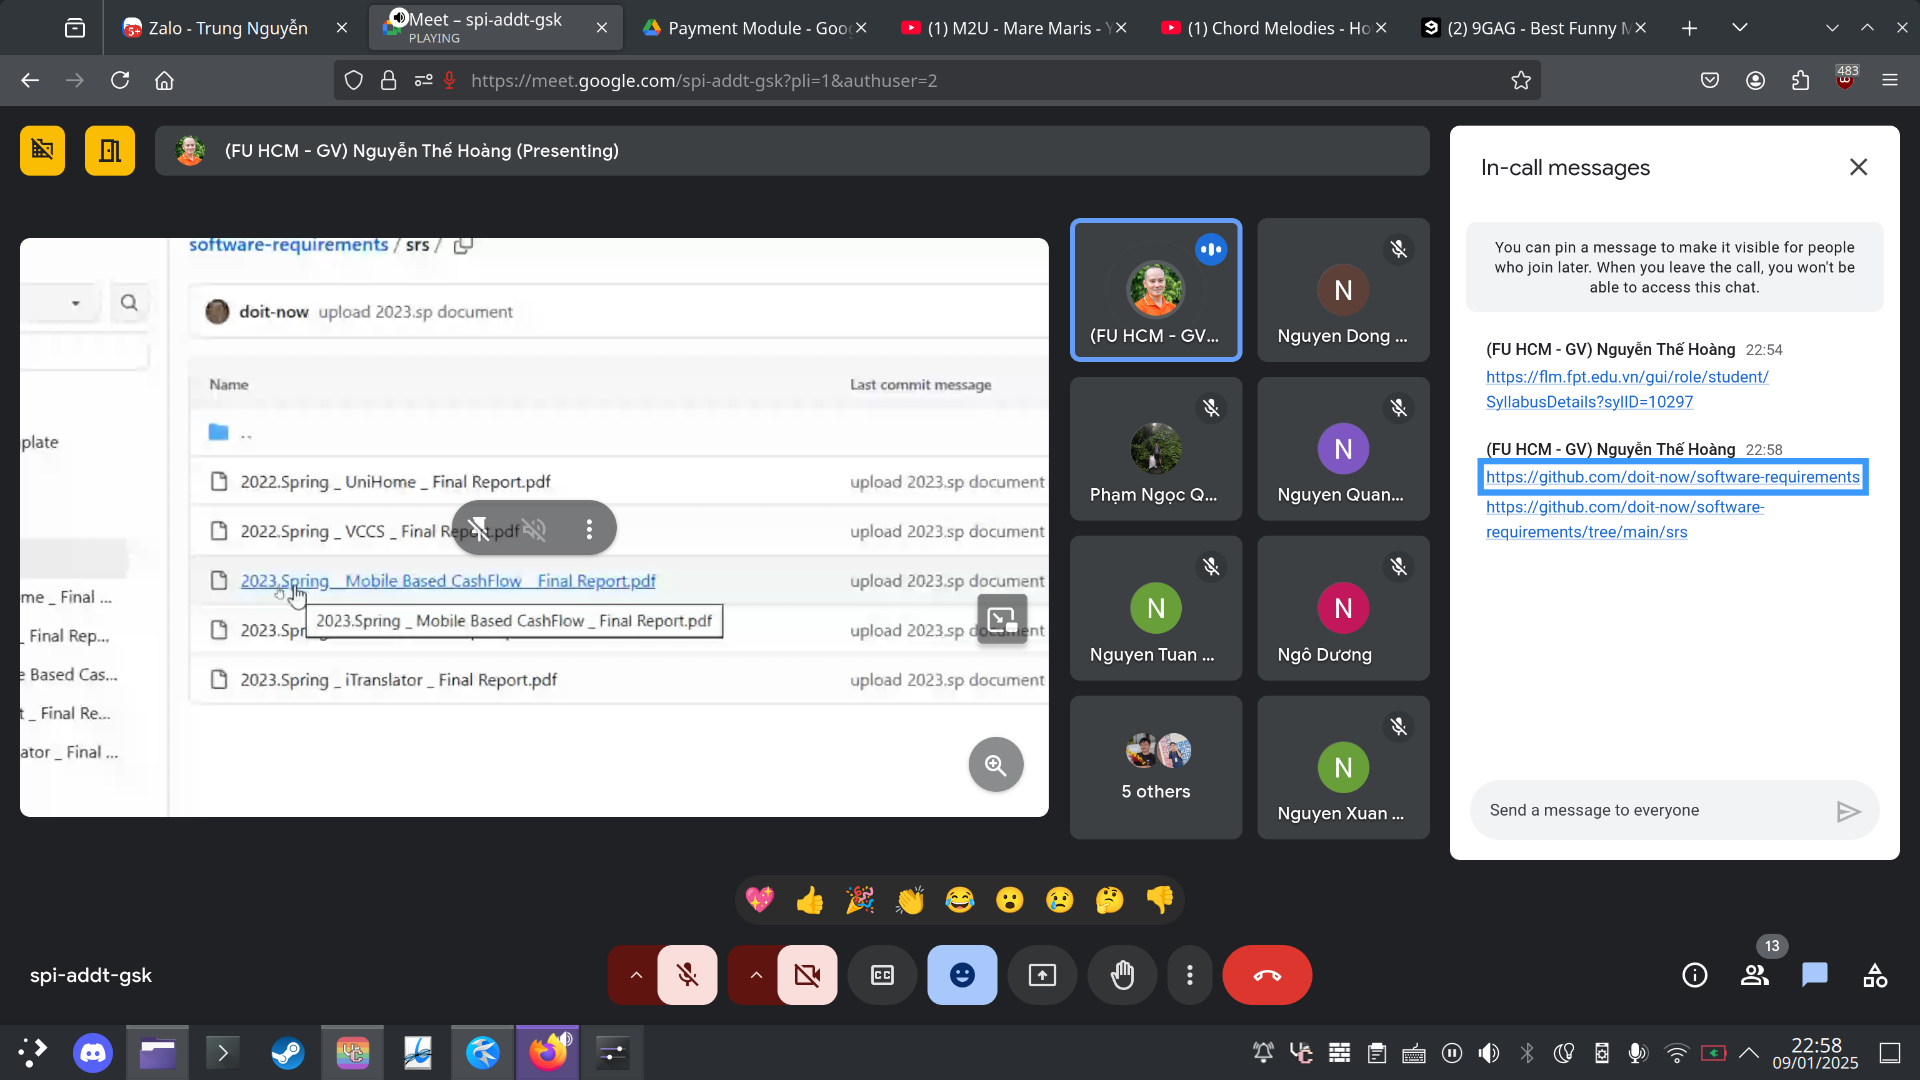 Zalo - Trung Nguyễn
Meet – spi-addt-gsk
PLAYING
Payment Module - Goog
(1) M2U - Mare Maris - Y
(1) Chord Melodies - Ho
(2) 9GAG - Best Funny M
https://meet.google.com/spi-addt-gsk?pli=1&authuser=2
483
(FU HCM - GV) Nguyễn Thế Hoàng (Presenting)
software-requirements / srs /
doit-now upload 2023.sp document
Name Last commit message
..
2022.Spring _ UniHome _ Final Report.pdf upload 2023.sp document
2022.Spring _ VCCS _ Final Report.pdf upload 2023.sp document
2023.Spring _ Mobile Based CashFlow _ Final Report.pdf upload 2023.sp document
2023.Spring _ Mobile Based CashFlow _ Final Report.pdf
2023.Spr upload 2023.sp document
2023.Spring _ iTranslator _ Final Report.pdf upload 2023.sp document
plate
me _ Final ...
_ Final Rep...
e Based Cas...
t _ Final Re...
ator _ Final ...
(FU HCM - GV...
N
Nguyen Dong ...
Phạm Ngọc Q...
N
Nguyen Quan...
N
Nguyen Tuan ...
N
Ngô Dương
5 others
N
Nguyen Xuan ...
In-call messages
You can pin a message to make it visible for people
who join later. When you leave the call, you won't be
able to access this chat.
(FU HCM - GV) Nguyễn Thế Hoàng 22:54
https://flm.fpt.edu.vn/gui/role/student/
SyllabusDetails?sylID=10297
(FU HCM - GV) Nguyễn Thế Hoàng 22:58
https://github.com/doit-now/software-requirements
https://github.com/doit-now/software-
requirements/tree/main/srs
Send a message to everyone
spi-addt-gsk
CC
13
22:58
09/01/2025